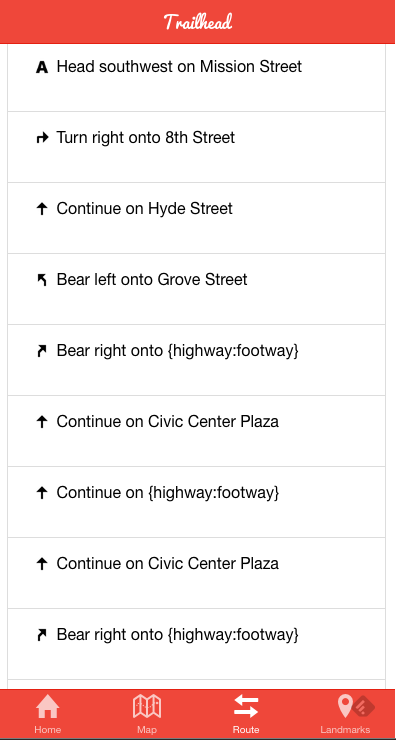 Trailhead
A Head southwest on Mission Street
Turn right onto 8th Street
Continue on Hyde Street
Bear left onto Grove Street
Bear right onto {highway:footway}
Continue on Civic Center Plaza
Continue on {highway:footway}
Continue on Civic Center Plaza
Bear right onto {highway:footway}
Home Map Route Landmarks